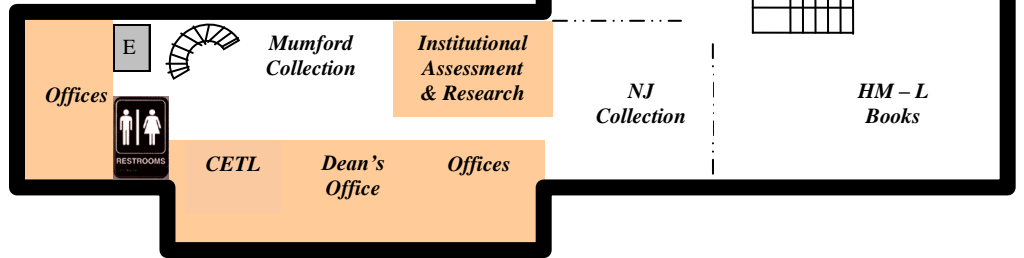 E
Mumford
Collection
Institutional
Assessment
& Research
Offices
NJ
Collection
HM – L
Books
RESTROOMS
CETL
Dean's
Office
Offices